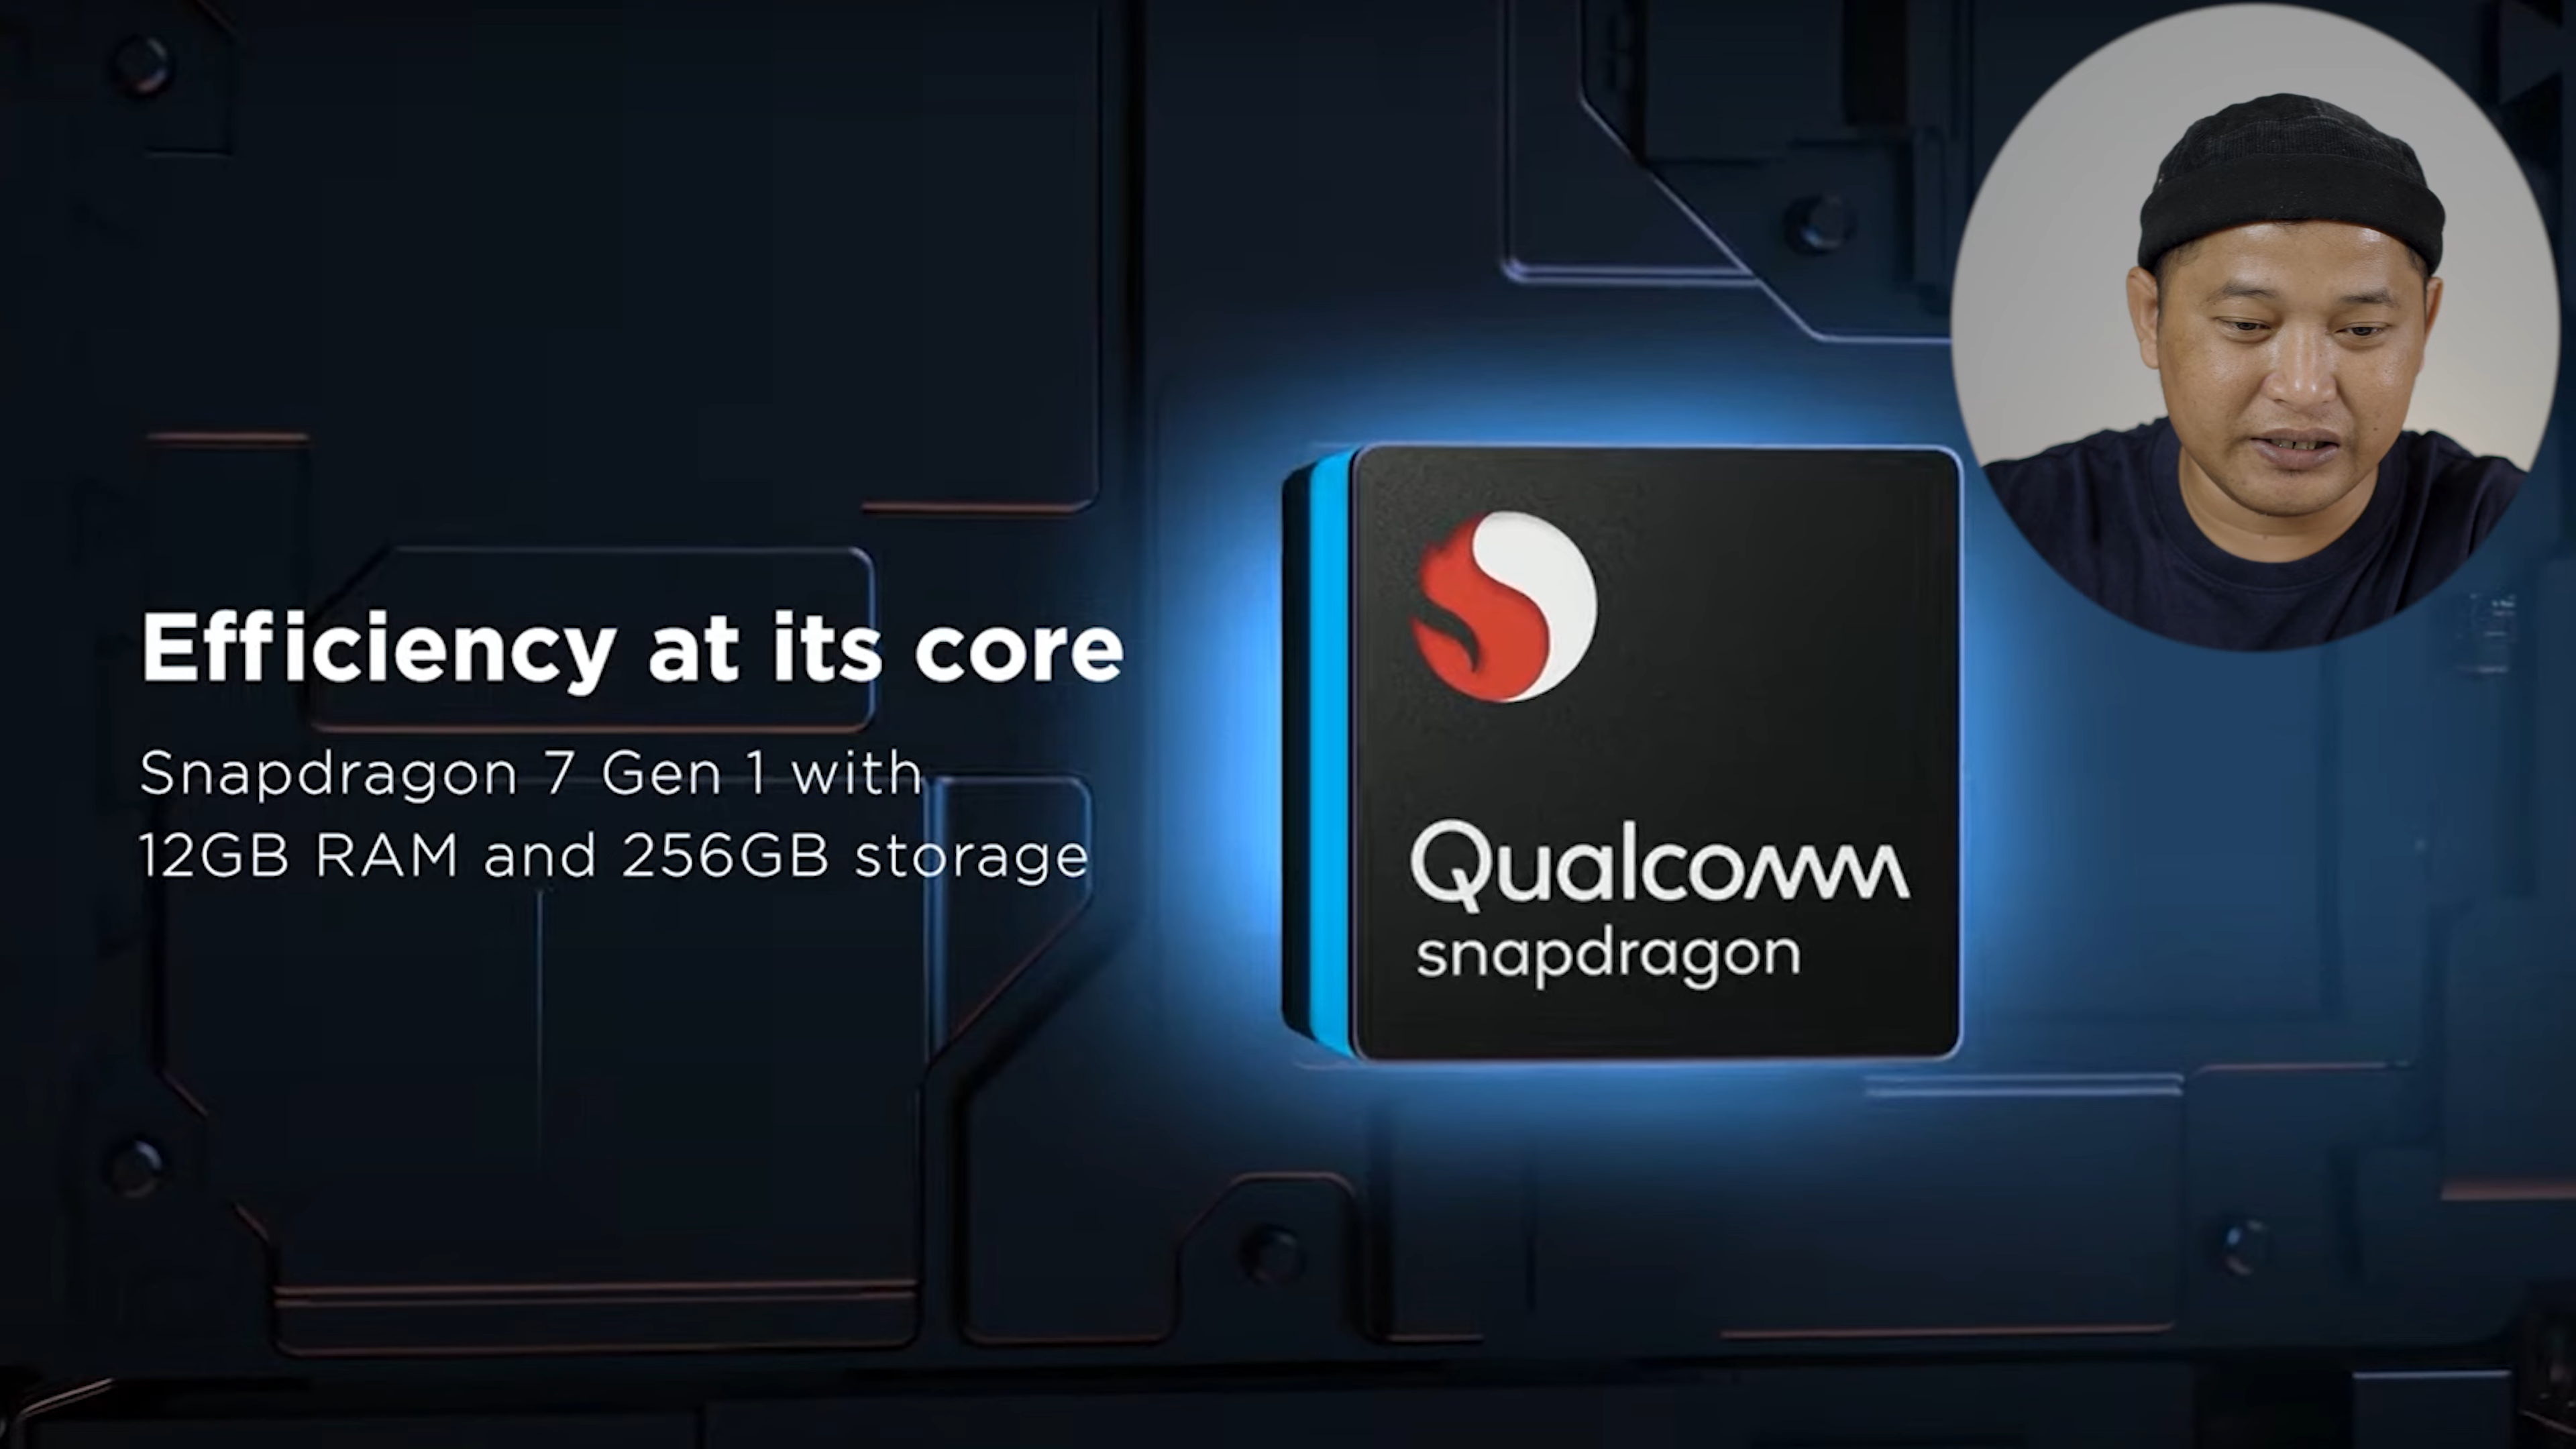 Efficiency at its core
Snapdragon 7 Gen 1 with
12GB RAM and 256GB storage
Qualcomm
snapdragon